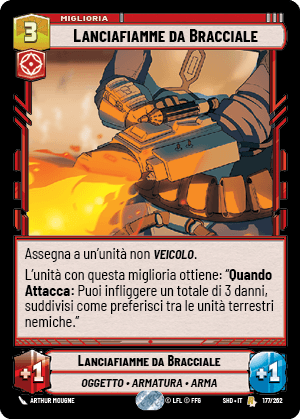 MIGLIORIA
3
Lanciafiamme da Bracciale
Assegna a un'unità non VEICOLO.
L'unità con questa miglioria ottiene: "Quando
Attacca: Puoi infliggere un totale di 3 danni,
suddivisi come preferisci tra le unità terrestri
nemiche."
Lanciafiamme da Bracciale
+1
OGGETTO • ARMATURA • ARMA
+1
ARTHUR MOUGNE
© LFL © FFG
SHD • IT
177/262